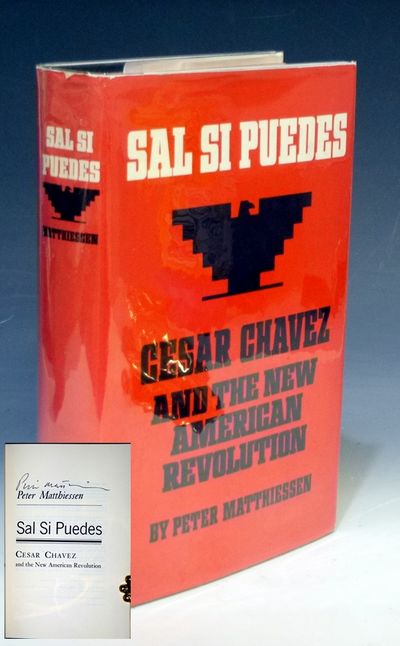 SAL SI
PUEDES
MATTHIESSEN
SAL SI PUEDES
CESAR CHAVEZ
AND THE NEW
AMERICAN
REVOLUTION
BY PETER MATTHIESSEN
Peter Matthiessen
Sal Si Puedes
CESAR CHAVEZ
and the New American Revolution